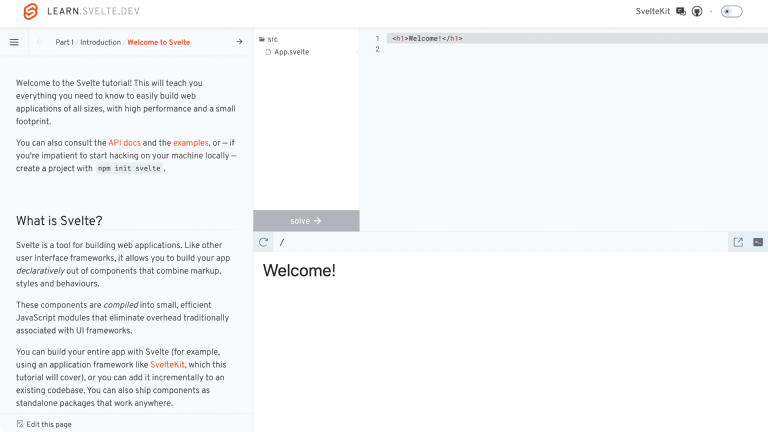 LEARN.SVELTE.DEV
SvelteKit
Part 1 / Introduction / Welcome to Svelte
Welcome to the Svelte tutorial! This will teach you
everything you need to know to easily build web
applications of all sizes, with high performance and a small
footprint.
You can also consult the API docs and the examples, or — if
you're impatient to start hacking on your machine locally —
create a project with npm init svelte.
What is Svelte?
Svelte is a tool for building web applications. Like other
user interface frameworks, it allows you to build your app
declaratively out of components that combine markup,
styles and behaviours.
These components are compiled into small, efficient
JavaScript modules that eliminate overhead traditionally
associated with UI frameworks.
You can build your entire app with Svelte (for example,
using an application framework like SvelteKit, which this
tutorial will cover), or you can add it incrementally to an
existing codebase. You can also ship components as
standalone packages that work anywhere.
Edit this page
src
App.svelte
solve →
1 <h1>Welcome!</h1>
2
/
Welcome!